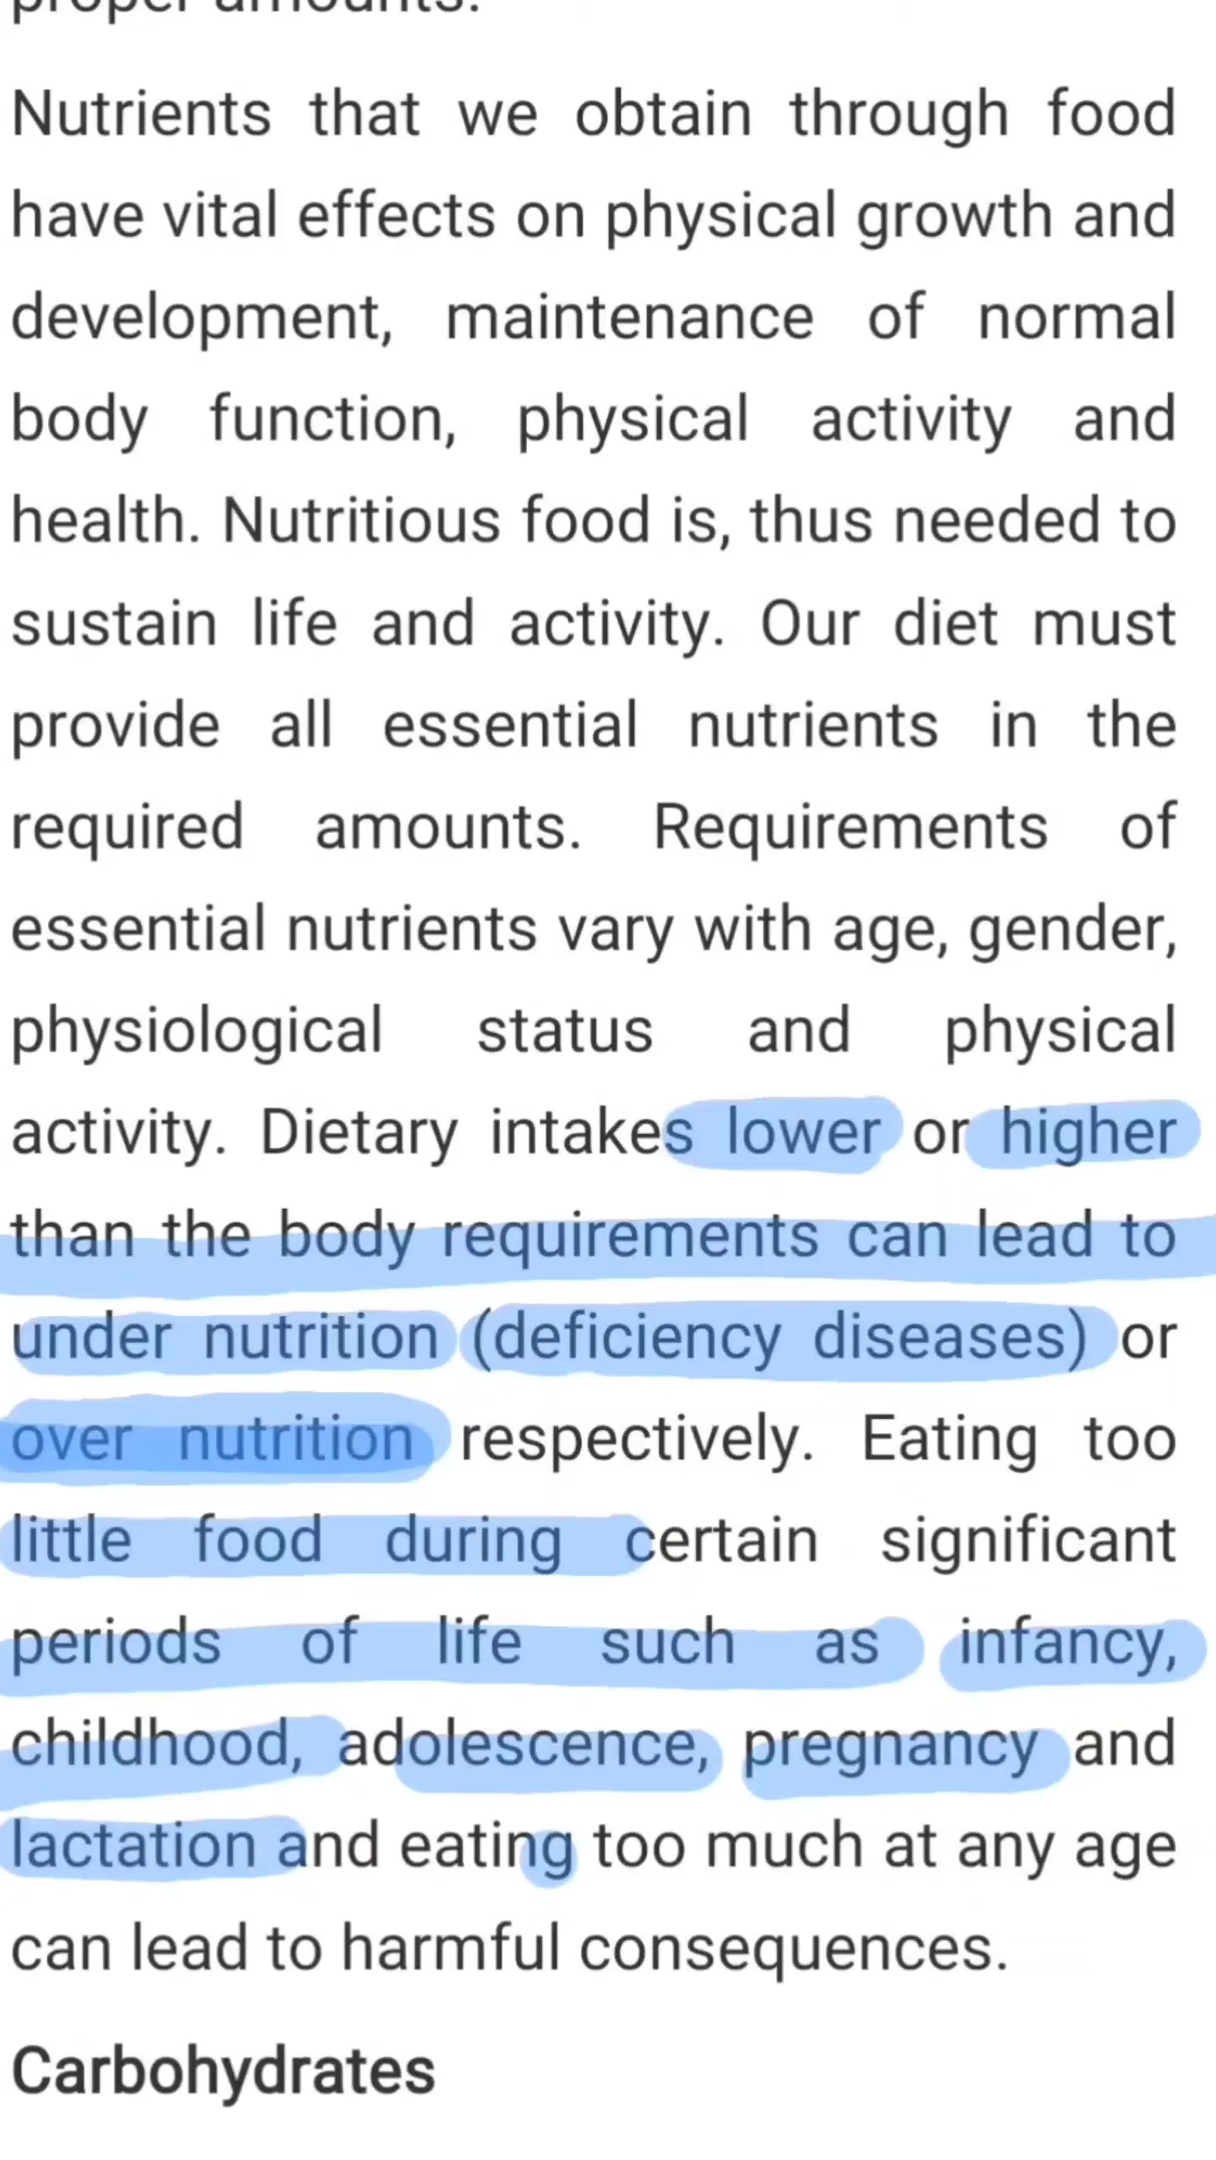 proper amounts.
Nutrients that we obtain through food
have vital effects on physical growth and
development, maintenance of normal
body function, physical activity and
health. Nutritious food is, thus needed to
sustain life and activity. Our diet must
provide all essential nutrients in the
required amounts. Requirements of
essential nutrients vary with age, gender,
physiological status and physical
activity. Dietary intakes lower or higher
than the body requirements can lead to
under nutrition (deficiency diseases) or
over nutrition respectively. Eating too
little food during certain significant
periods of life such as infancy,
childhood, adolescence, pregnancy and
lactation and eating too much at any age
can lead to harmful consequences.
Carbohydrates